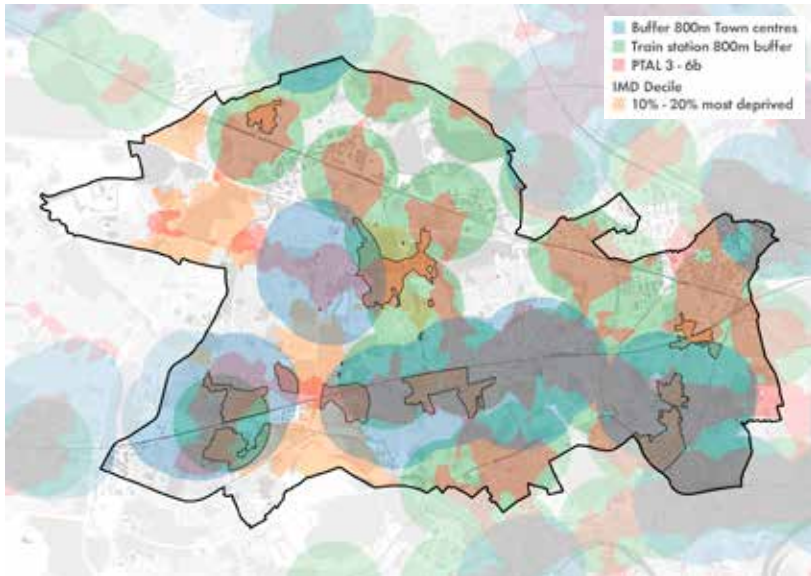 Buffer 800m Town centres
Train station 800m buffer
PTAL 3 - 6b
IMD Decile
10% - 20% most deprived